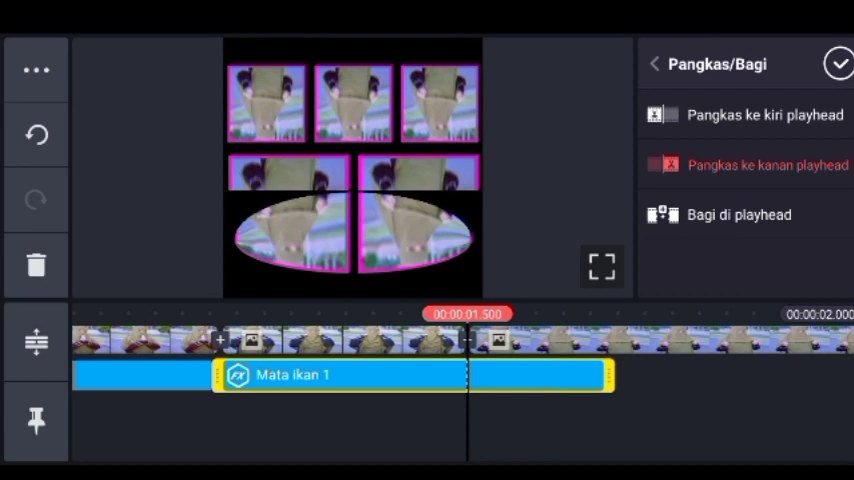 Pangkas/Bagi
Pangkas ke kiri playhead
Pangkas ke kanan playhead
Bagi di playhead
00:00:01.500
00:00:02.000
FX Mata Ikan 1